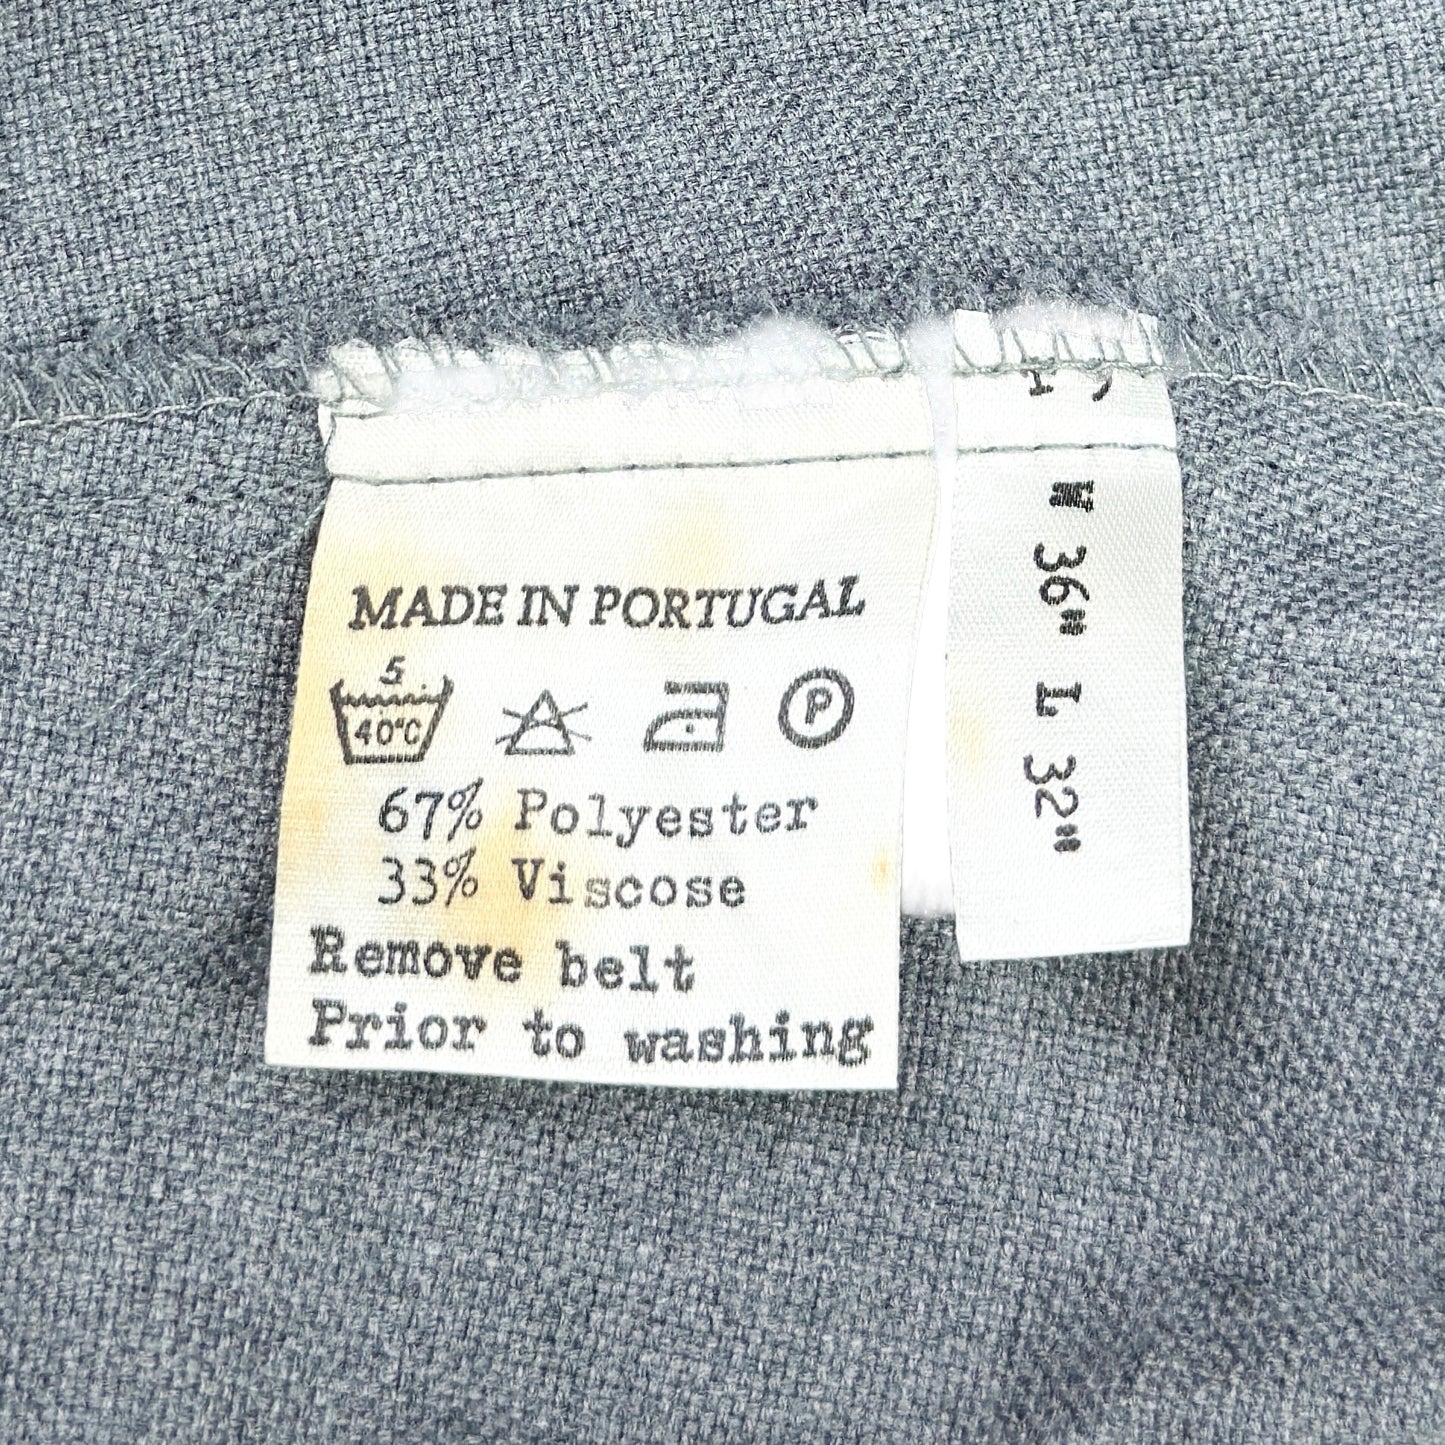 MADE IN PORTUGAL
5
40°C
P
67% Polyester
33% Viscose
Remove belt
Prior to washing
W 36" L 32"